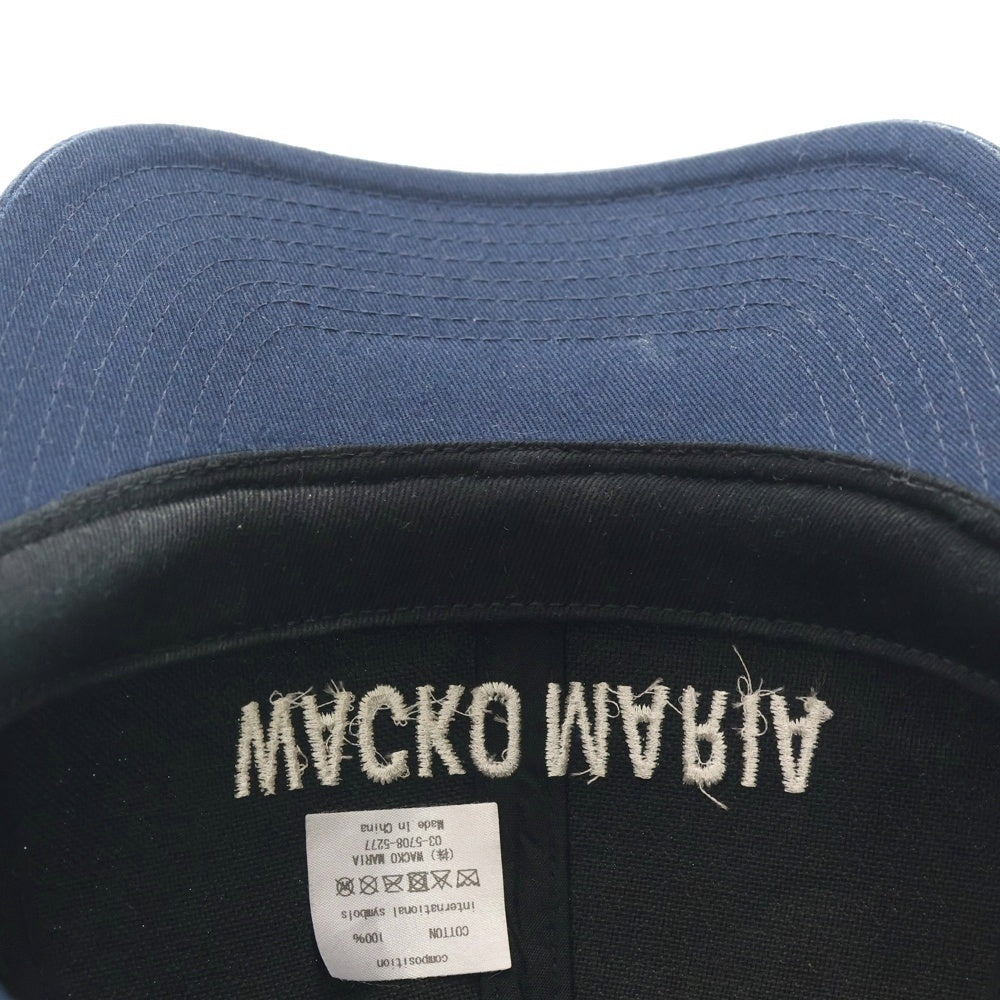 WACKO MARIA
composition
COTTON 100%
international symbols
(株) WACKO MARIA
03-5708-5277
Made In China